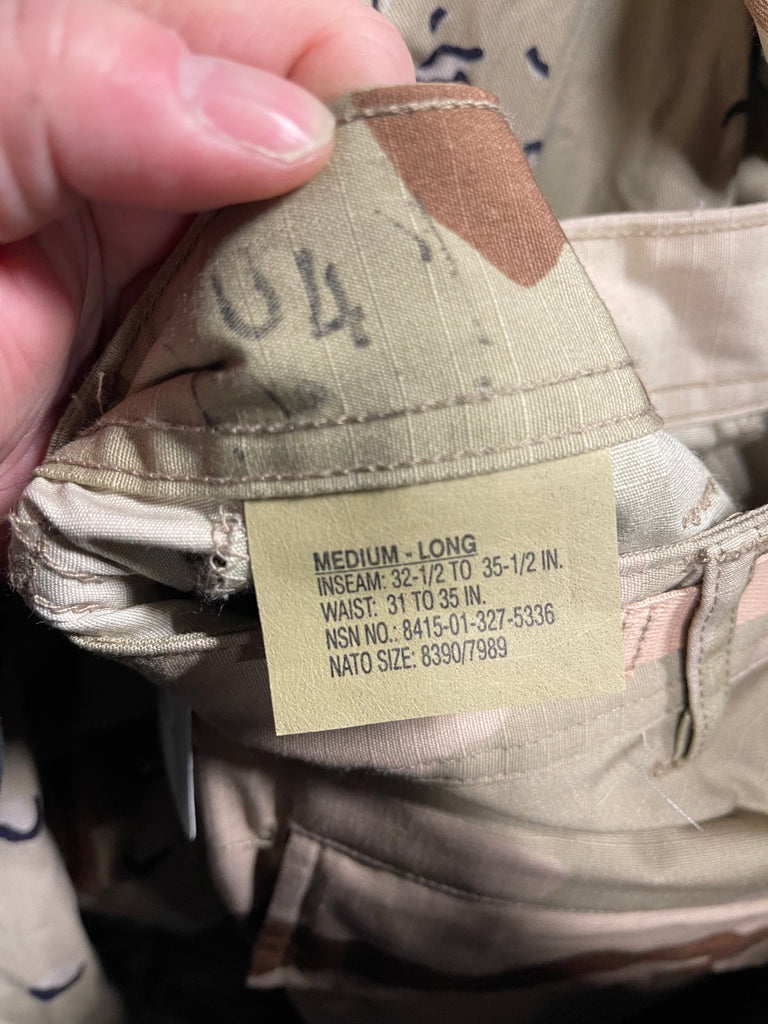 04
MEDIUM - LONG
INSEAM: 32-1/2 TO 35-1/2 IN.
WAIST: 31 TO 35 IN.
NSN NO.: 8415-01-327-5336
NATO SIZE: 8390/7989